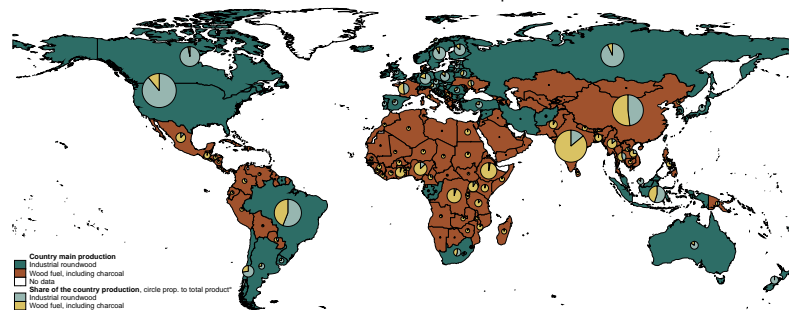 Country main production
Industrial roundwood
Wood fuel, including charcoal
No data
Share of the country production, circle prop. to total product*
Industrial roundwood
Wood fuel, including charcoal